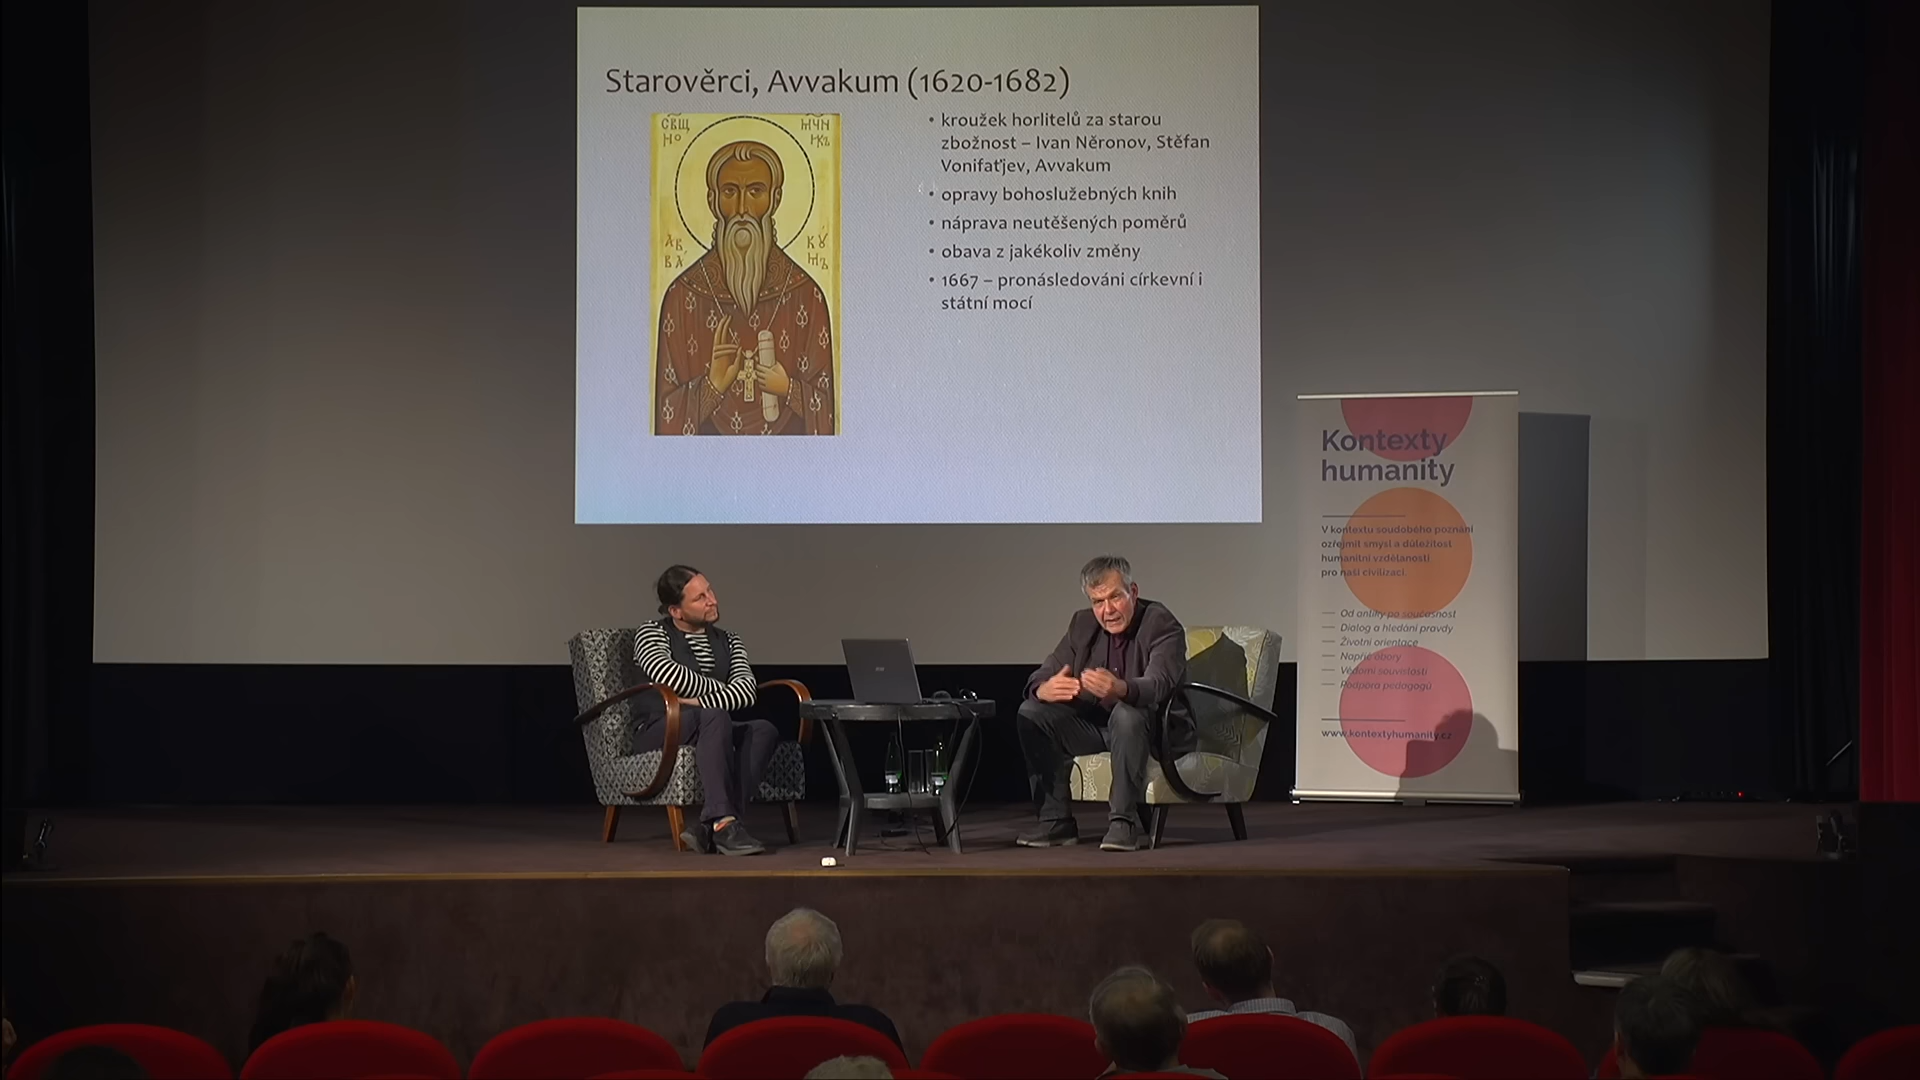 Starověrci, Avvakum (1620-1682)
• kroužek horlitelů za starou
zbožnost – Ivan Něronov, Stěfan
Vonifaťjev, Avvakum
• opravy bohoslužebných knih
• náprava neutěšených poměrů
• obava z jakékoliv změny
• 1667 – pronásledováni církevní i
státní mocí
Kontexty
humanity
V kontextu soudobého poznání
ozřejmit smysl a důležitost
humanitní vzdělanosti
pro naši civilizaci.
— Od antiky po současnost
— Dialog a hledání pravdy
— Životní orientace
— Napříč obory
— Vědomí souvislostí
— Podpora pedagogů
www.kontextyhumanity.cz